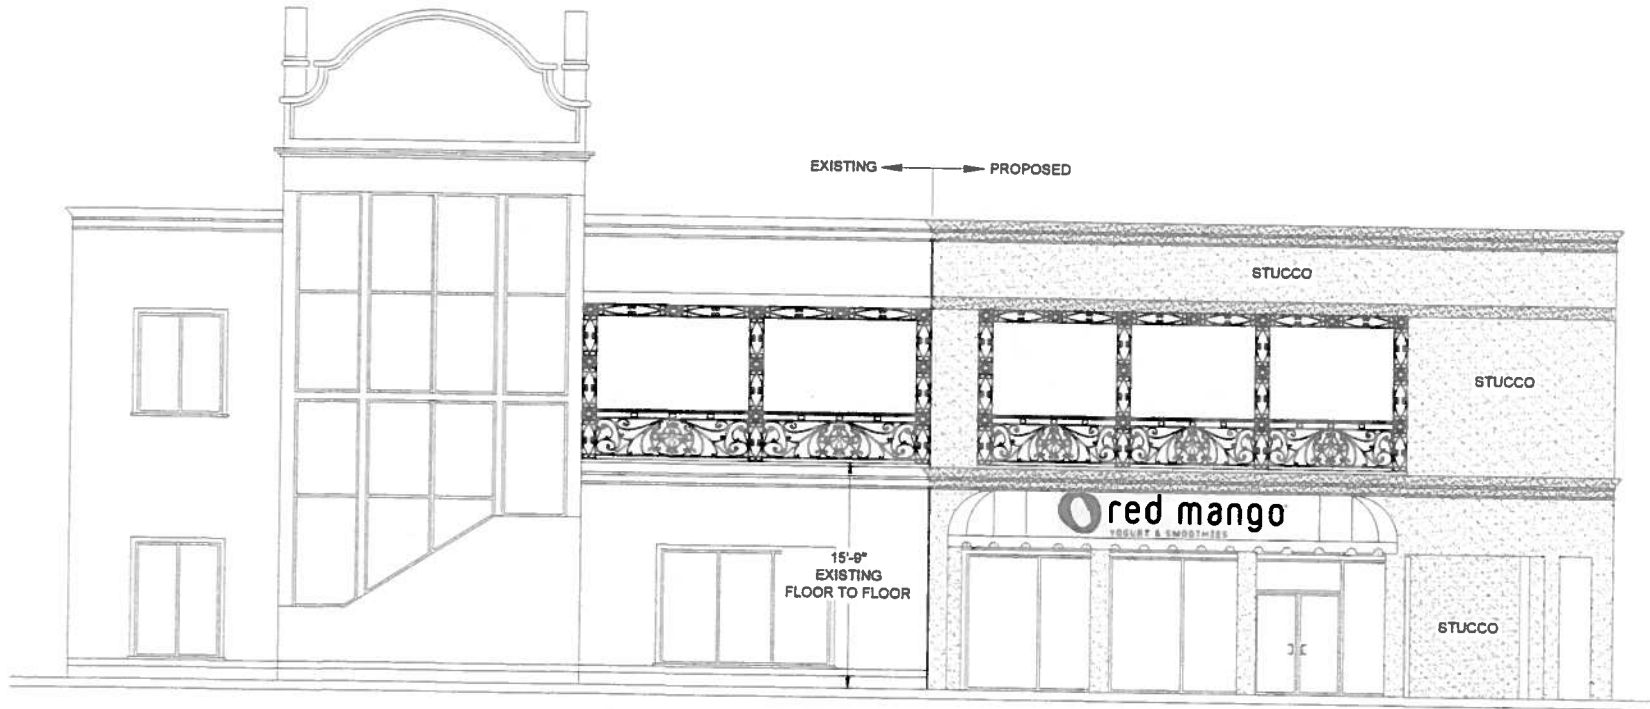 EXISTING PROPOSED
STUCCO
STUCCO
red mango
YOGURT & SMOOTHIES
15'-9"
EXISTING
FLOOR TO FLOOR
STUCCO